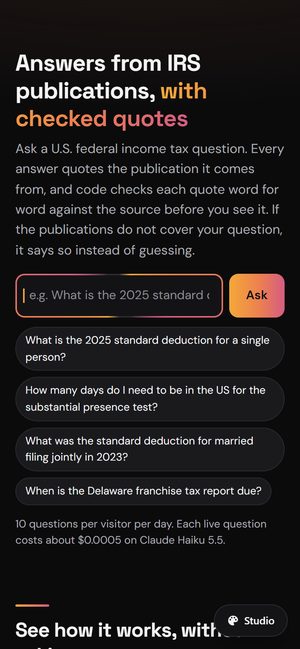 Answers from IRS
publications, with
checked quotes
Ask a U.S. federal income tax question. Every
answer quotes the publication it comes
from, and code checks each quote word for
word against the source before you see it. If
the publications do not cover your question,
it says so instead of guessing.
e.g. What is the 2025 standard
Ask
What is the 2025 standard deduction for a single
person?
How many days do I need to be in the US for the
substantial presence test?
What was the standard deduction for married
filing jointly in 2023?
When is the Delaware franchise tax report due?
10 questions per visitor per day. Each live question
costs about $0.0005 on Claude Haiku 5.5.
Studio
See how it works,